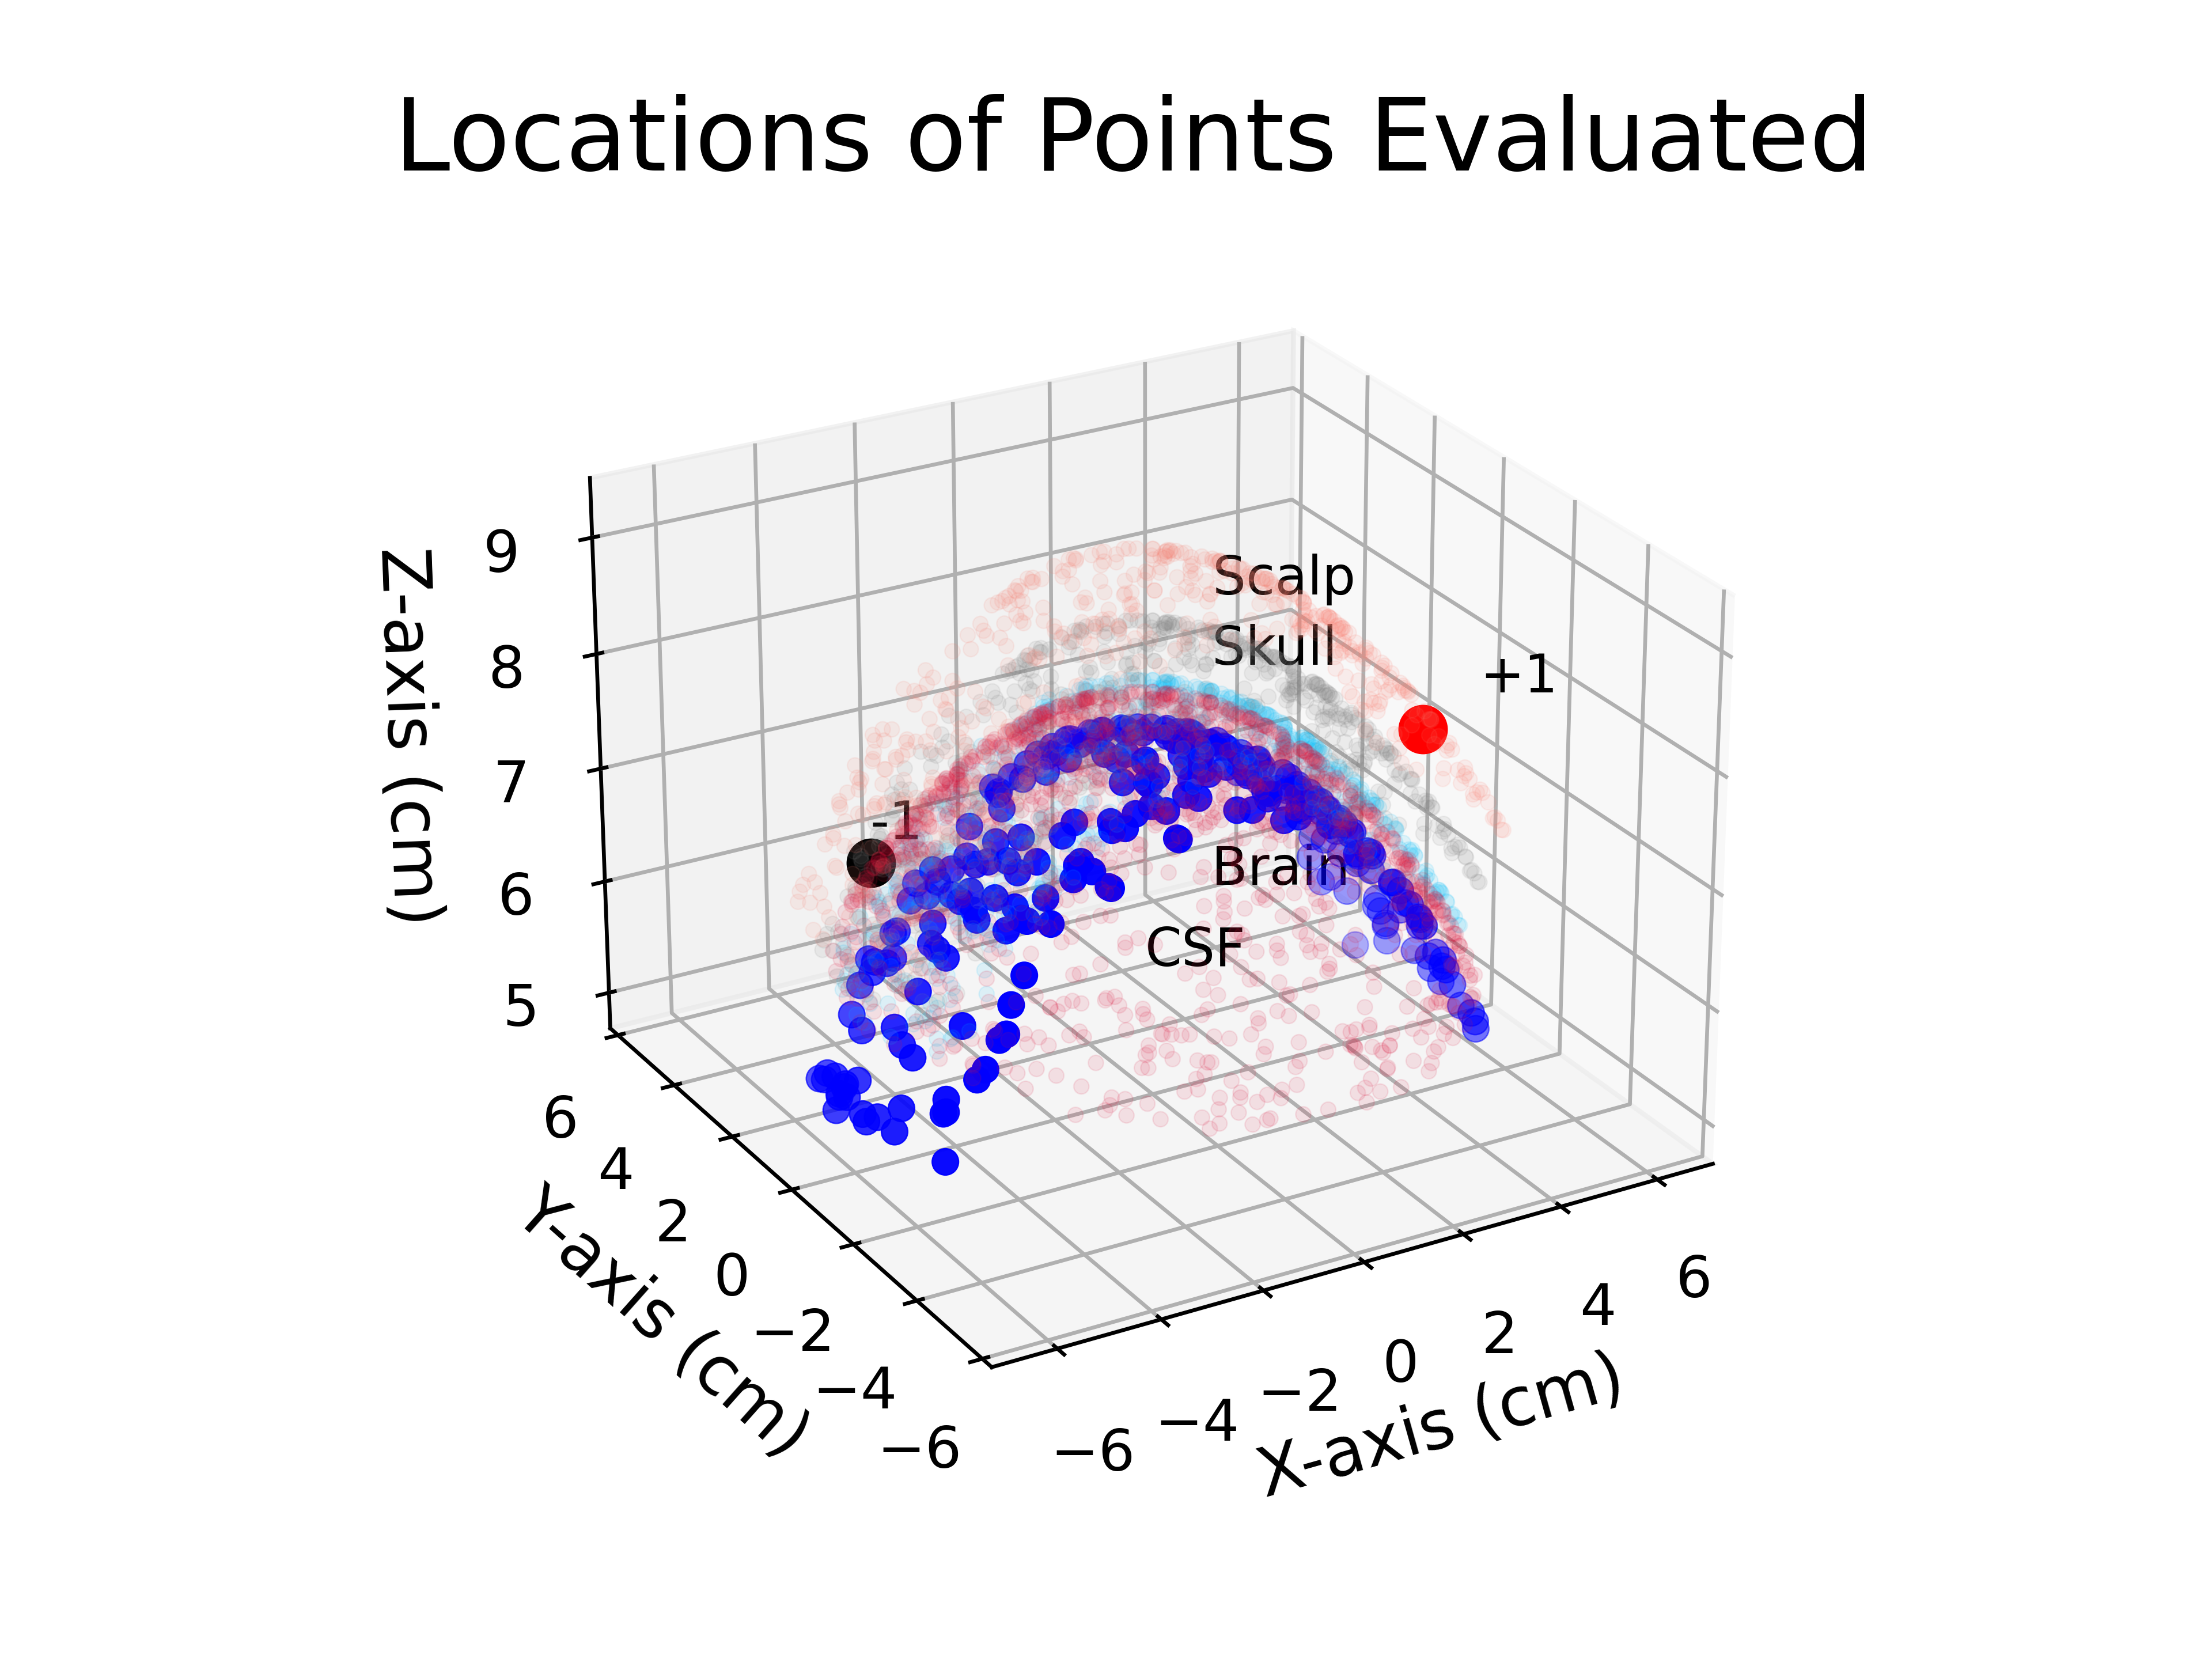 Locations of Points Evaluated
Scalp
Skull
+1
-1
Brain
CSF
Z-axis (cm)
9
8
7
6
5
Y-axis (cm)
6
4
2
0
−2
−4
−6
X-axis (cm)
−6
−4
−2
0
2
4
6